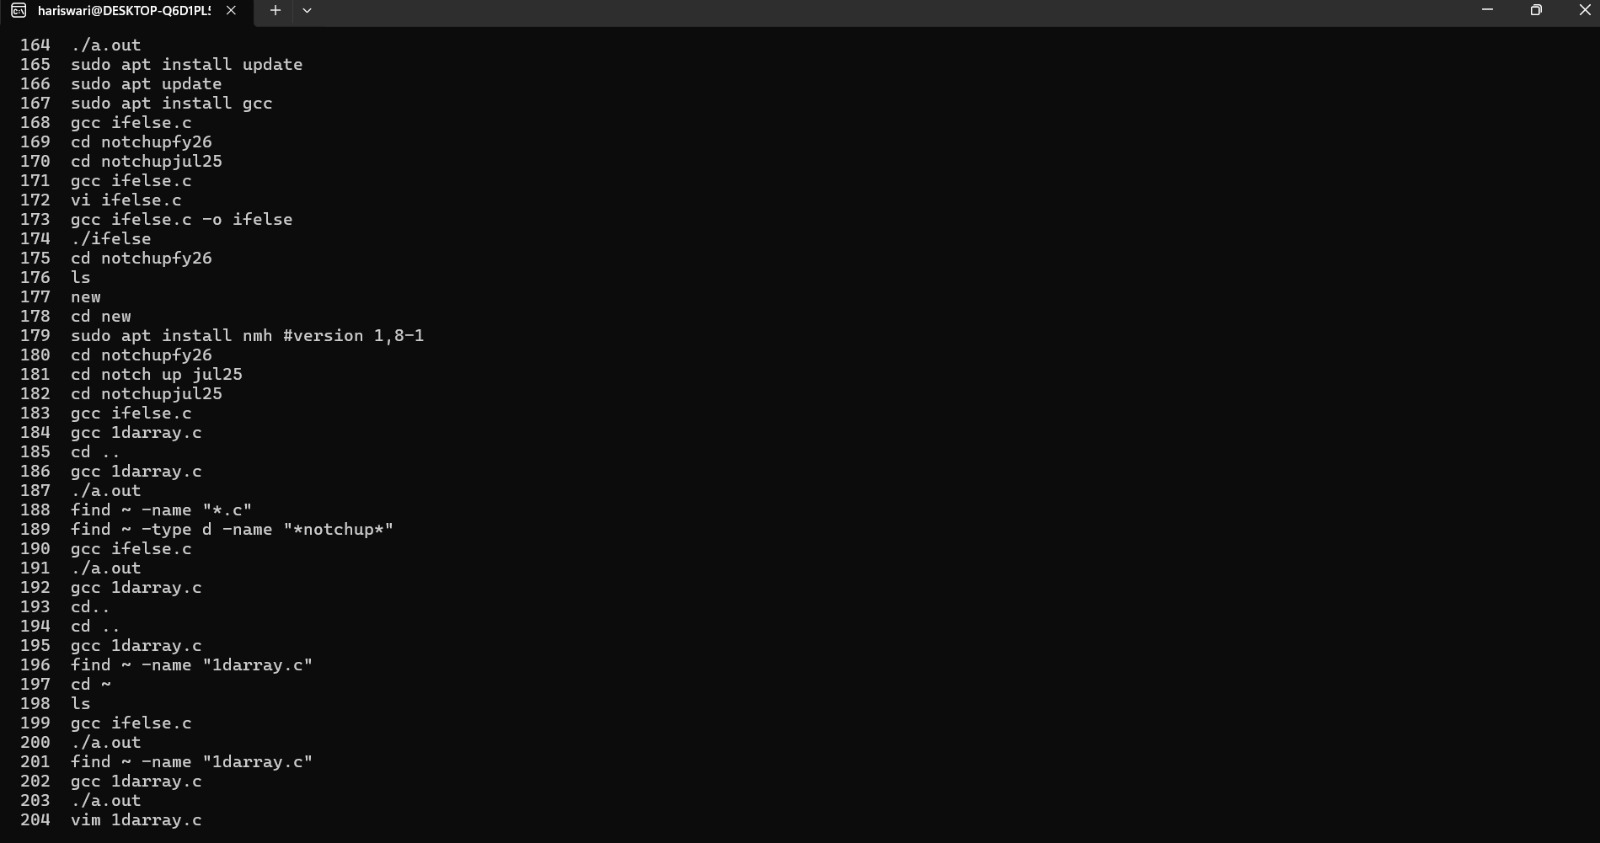 hariswari@DESKTOP-Q6D1PL!
164 ./a.out
165 sudo apt install update
166 sudo apt update
167 sudo apt install gcc
168 gcc ifelse.c
169 cd notchupfy26
170 cd notchupjul25
171 gcc ifelse.c
172 vi ifelse.c
173 gcc ifelse.c -o ifelse
174 ./ifelse
175 cd notchupfy26
176 ls
177 new
178 cd new
179 sudo apt install nmh #version 1,8-1
180 cd notchupfy26
181 cd notch up jul25
182 cd notchupjul25
183 gcc ifelse.c
184 gcc 1darray.c
185 cd ..
186 gcc 1darray.c
187 ./a.out
188 find ~ -name "*.c"
189 find ~ -type d -name "*notchup*"
190 gcc ifelse.c
191 ./a.out
192 gcc 1darray.c
193 cd..
194 cd ..
195 gcc 1darray.c
196 find ~ -name "1darray.c"
197 cd ~
198 ls
199 gcc ifelse.c
200 ./a.out
201 find ~ -name "1darray.c"
202 gcc 1darray.c
203 ./a.out
204 vim 1darray.c